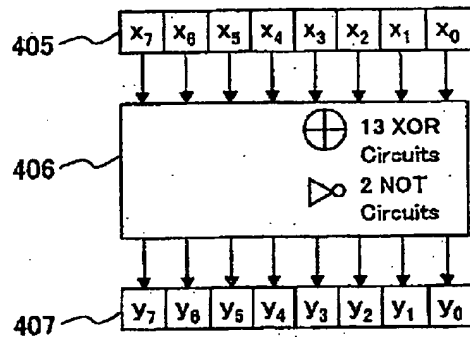 405 x₇ x₆ x₅ x₄ x₃ x₂ x₁ x₀
13 XOR
Circuits
406
2 NOT
Circuits
407 y₇ y₆ y₅ y₄ y₃ y₂ y₁ y₀